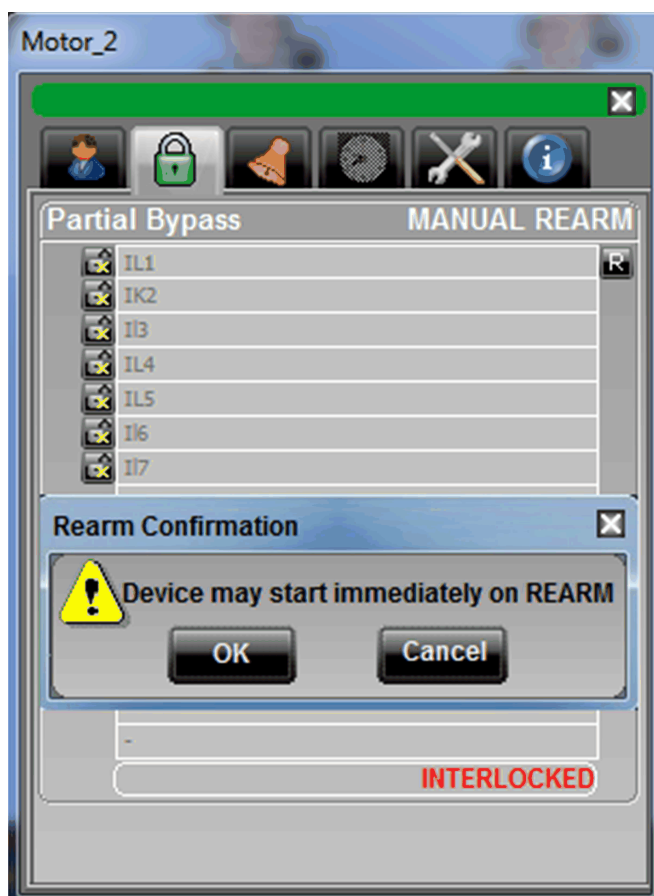 Motor_2
Partial Bypass MANUAL REARM
IL1 R
IK2
Il3
IL4
IL5
Il6
Il7
Rearm Confirmation
Device may start immediately on REARM
OK Cancel
-
INTERLOCKED